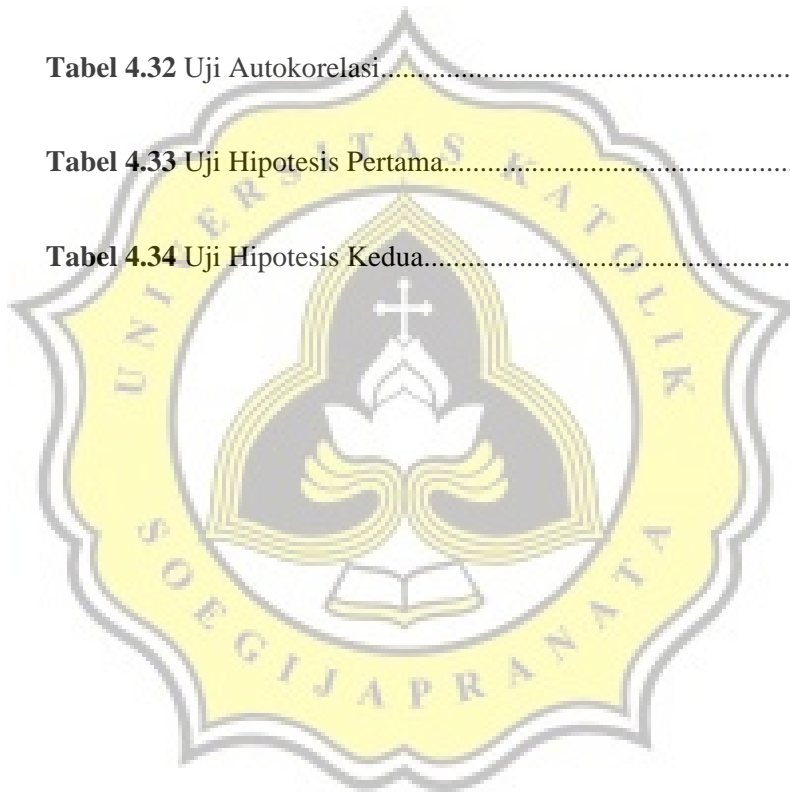 Tabel 4.32 Uji Autokorelasi......................................................
Tabel 4.33 Uji Hipotesis Pertama..............................................
Tabel 4.34 Uji Hipotesis Kedua................................................
UNIVERSITAS KATOLIK
SOEGIJAPRANATA